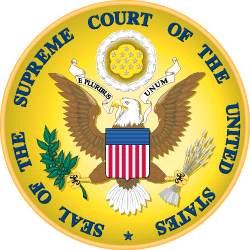 SEAL OF THE SUPREME COURT OF THE UNITED STATES
E PLURIBUS UNUM